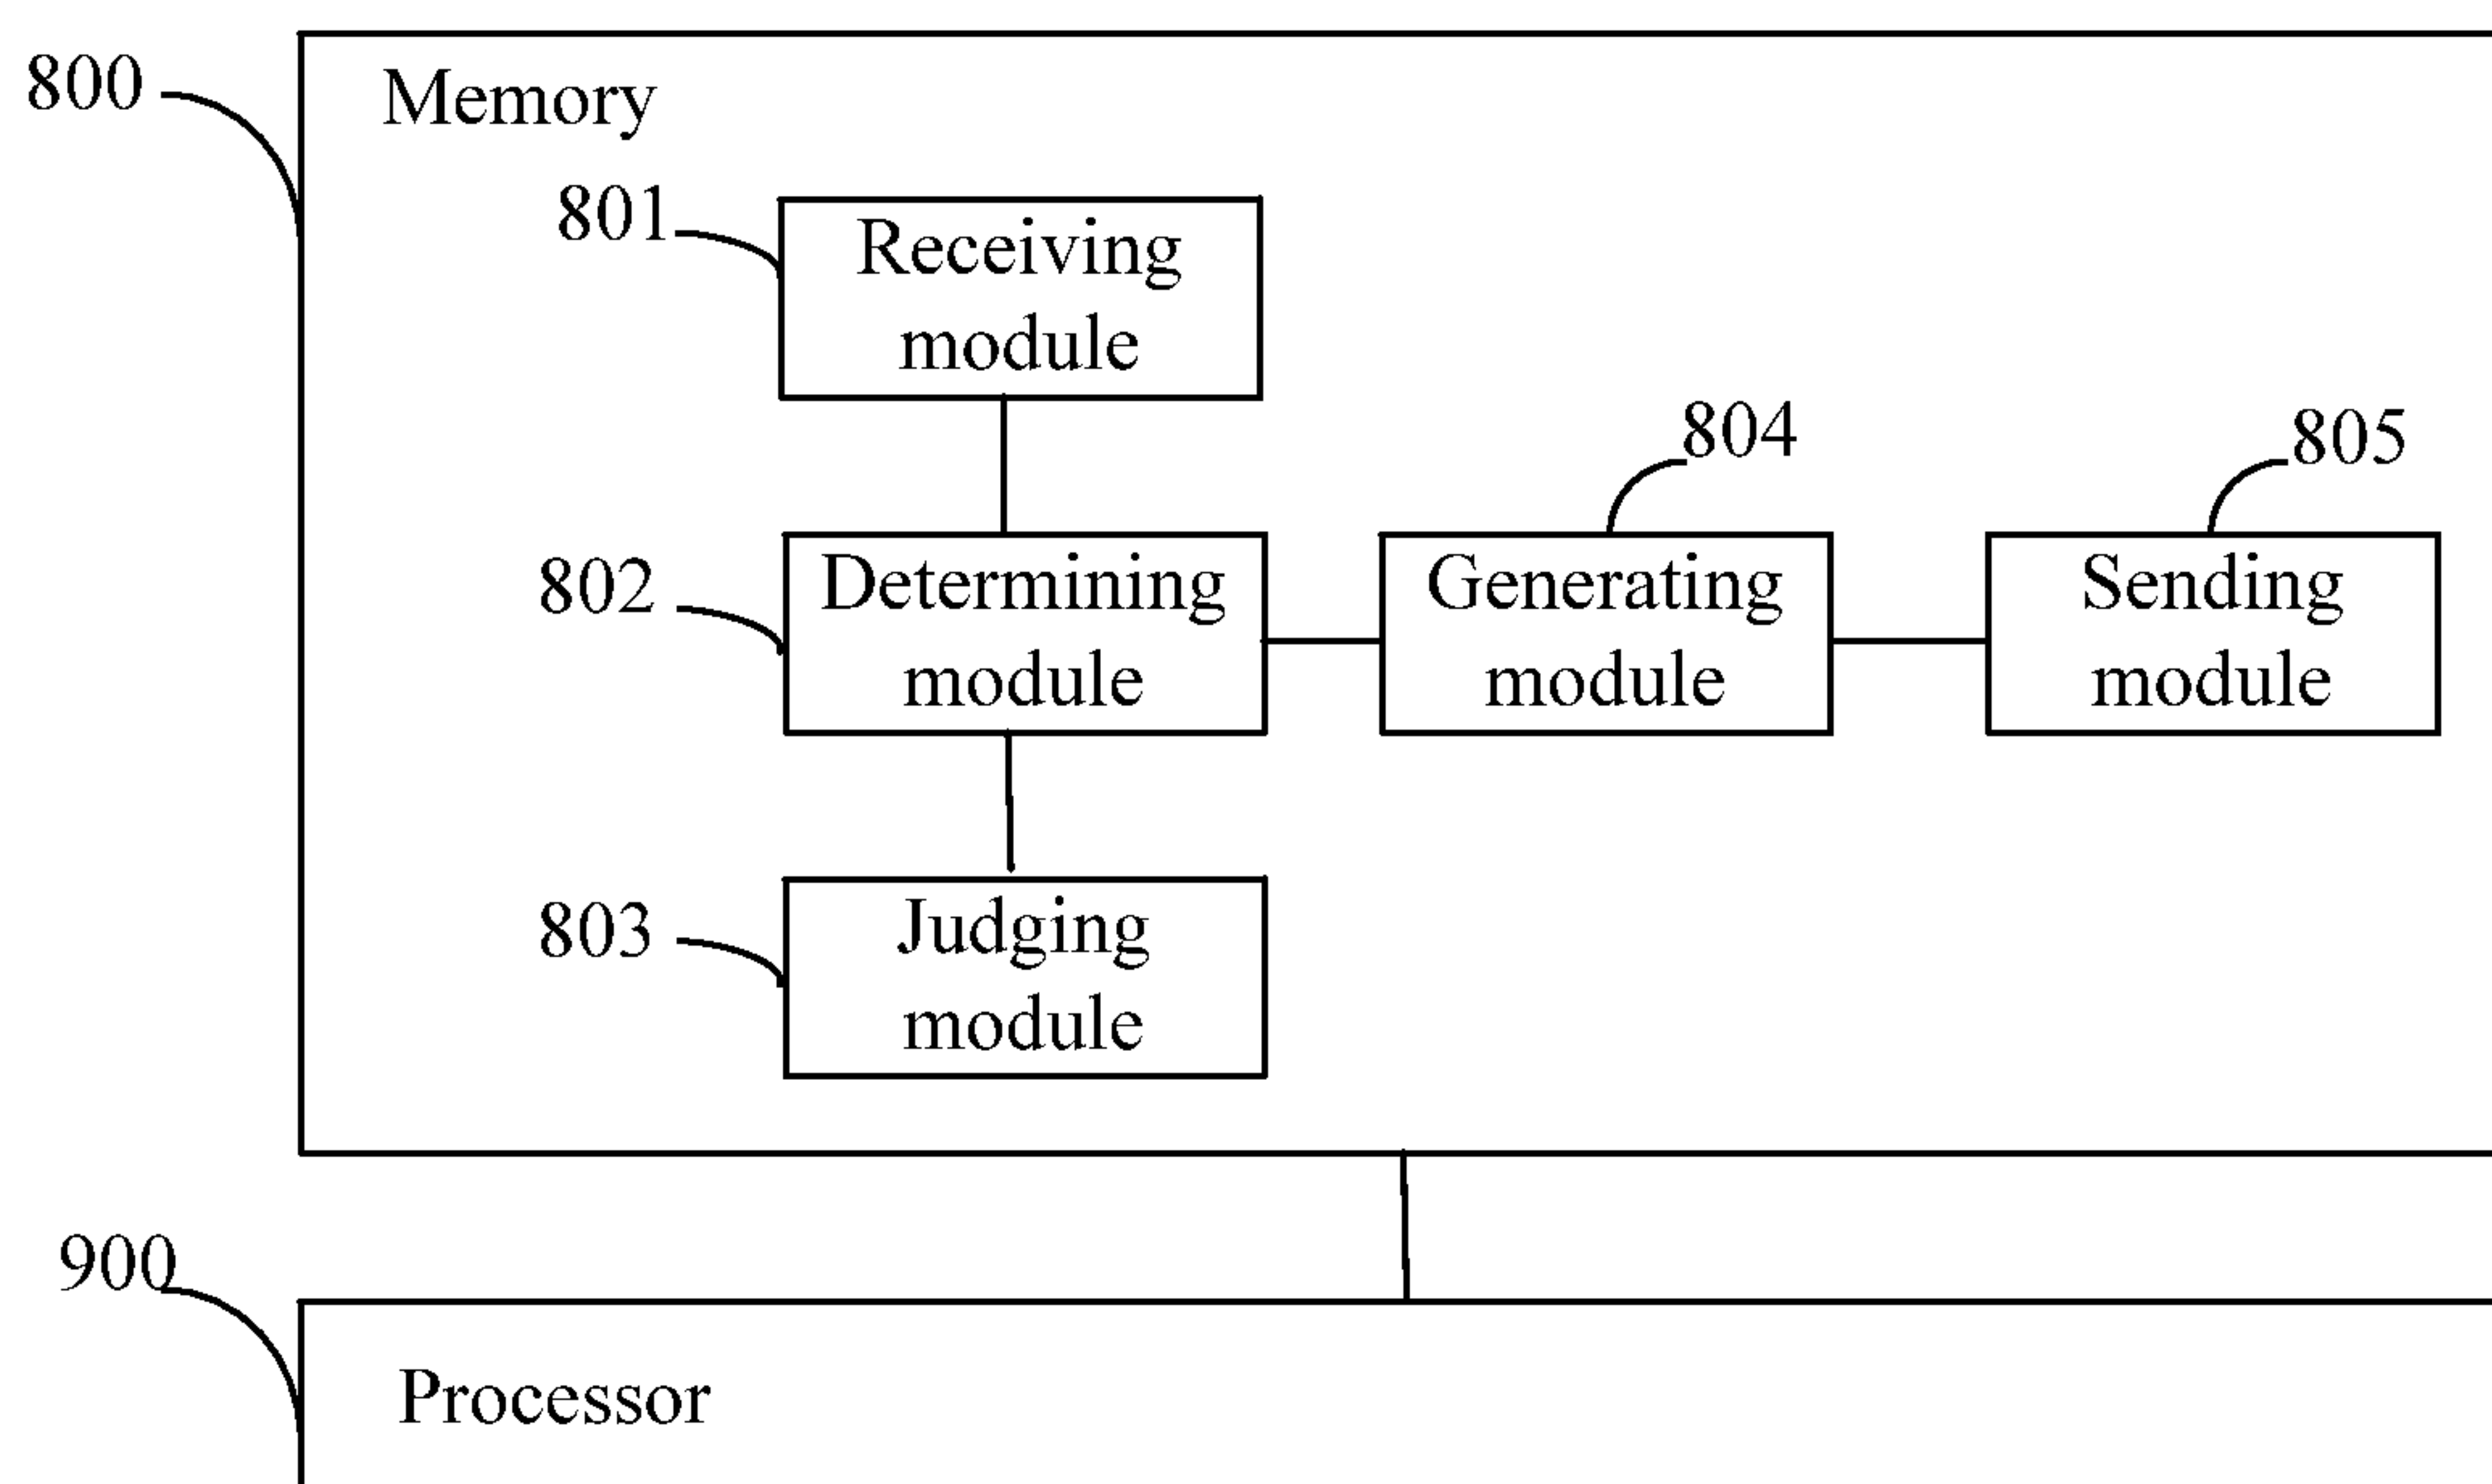 800
Memory
801
Receiving
module
804
805
802
Determining
module
Generating
module
Sending
module
803
Judging
module
900
Processor